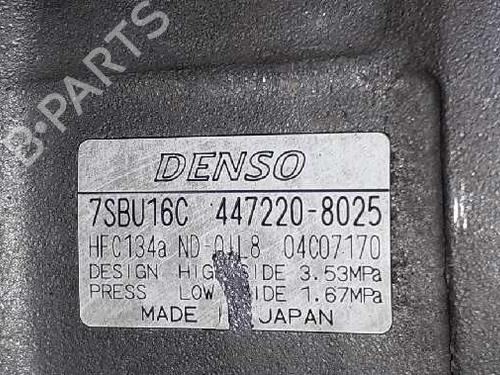 B·PARTS
DENSO
7SBU16C 447220-8025
HFC134a ND-OIL8 04C07170
DESIGN HIGH SIDE 3.53MPa
PRESS LOW SIDE 1.67MPa
MADE IN JAPAN